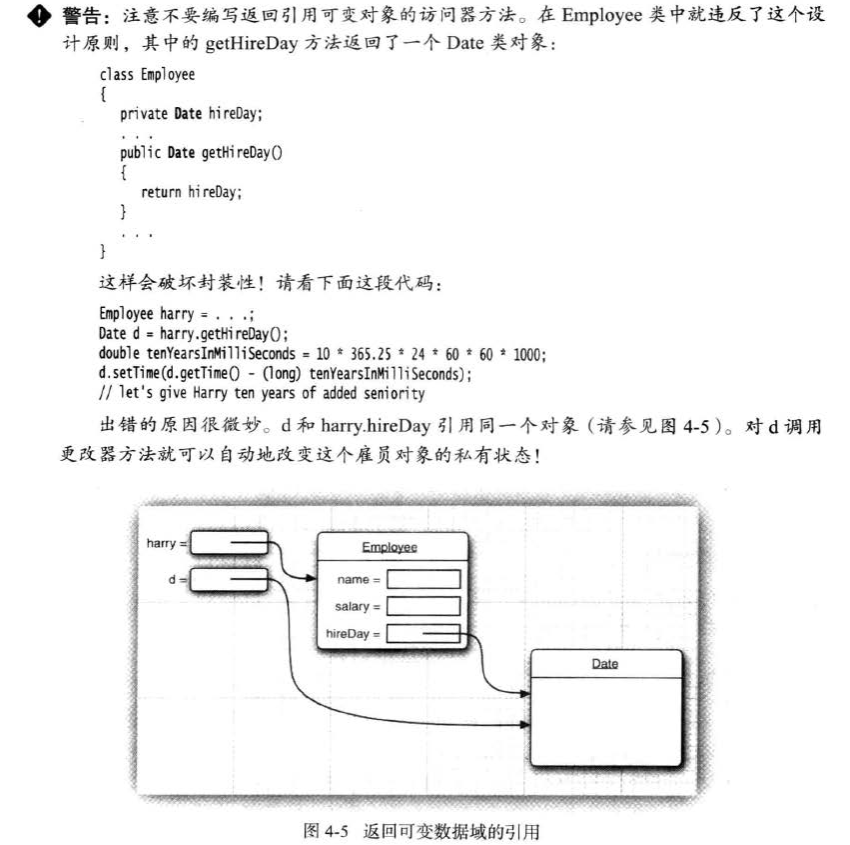 警告：注意不要编写返回引用可变对象的访问器方法。在 Employee 类中就违反了这个设
计原则，其中的 getHireDay 方法返回了一个 Date 类对象：
class Employee
{
private Date hireDay;
. . .
public Date getHireDay()
{
return hireDay;
}
. . .
}
这样会破坏封装性！请看下面这段代码：
Employee harry = . . .;
Date d = harry.getHireDay();
double tenYearsInMilliSeconds = 10 * 365.25 * 24 * 60 * 60 * 1000;
d.setTime(d.getTime() - (long) tenYearsInMilliSeconds);
// let's give Harry ten years of added seniority
出错的原因很微妙。d 和 harry.hireDay 引用同一个对象（请参见图 4-5）。对 d 调用
更改器方法就可以自动地改变这个雇员对象的私有状态！
harry =
Employee
d =
name =
salary =
hireDay =
Date
图 4-5 返回可变数据域的引用